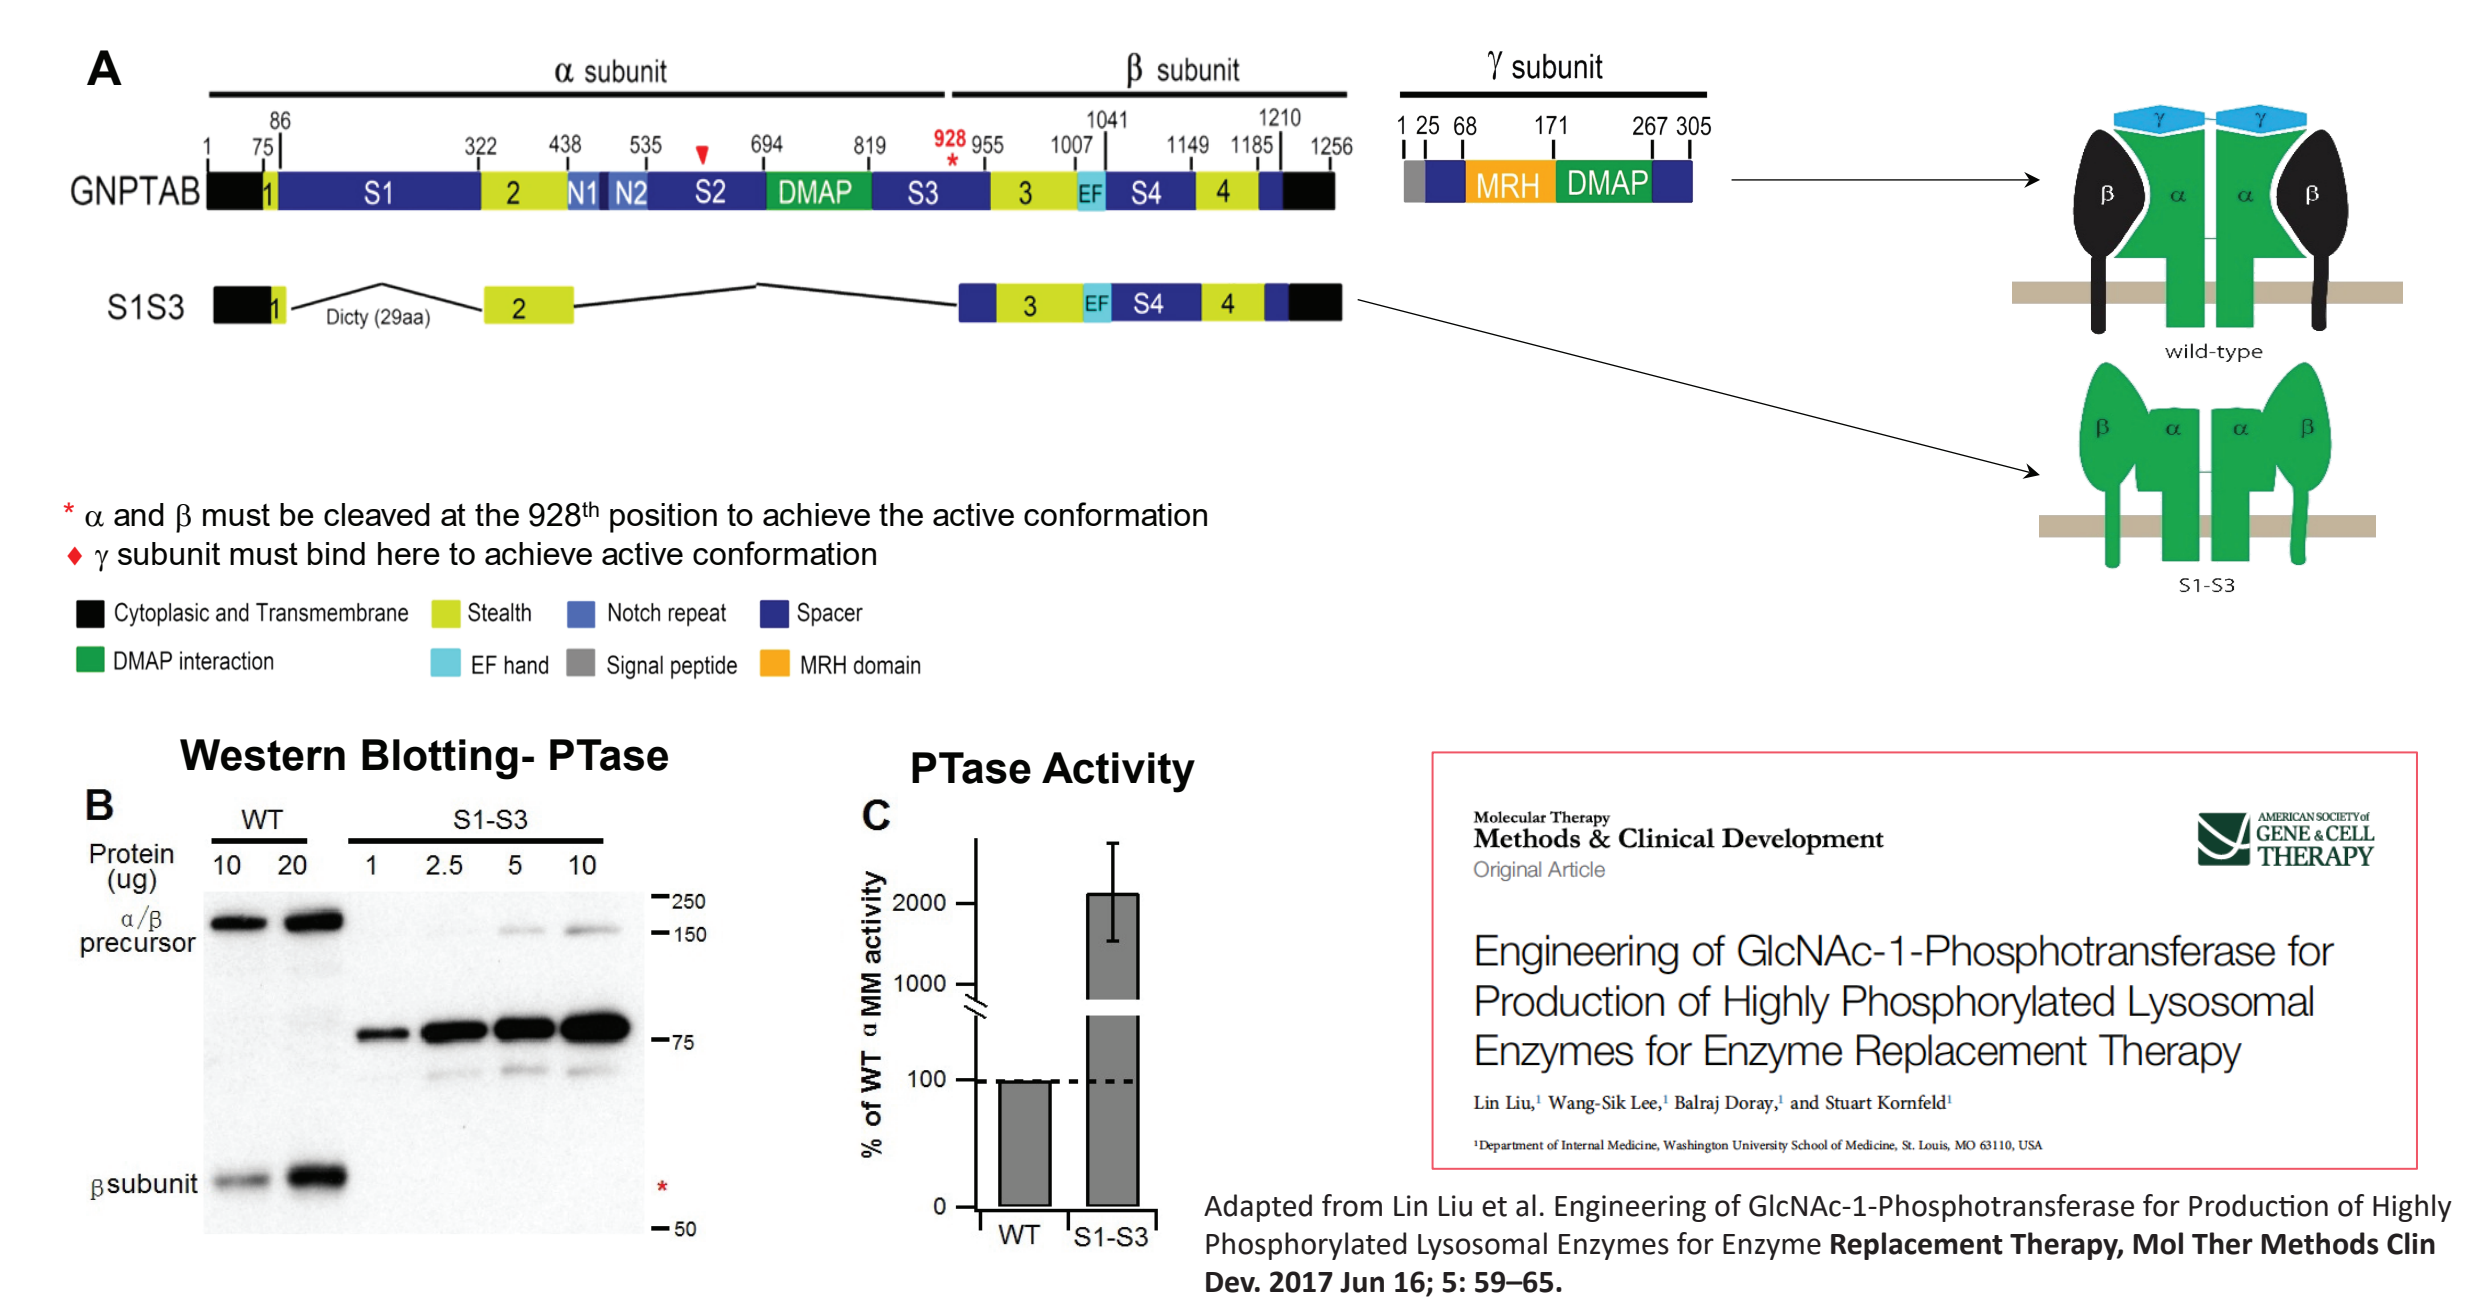 A
α subunit
β subunit
γ subunit
1 75 86 322 438 535 694 819 928 955 1007 1041 1149 1185 1210 1256
*
1 25 68 171 267 305
GNPTAB 1 S1 2 N1 N2 S2 DMAP S3 3 EF S4 4
MRH DMAP
S1S3 1 Dicty (29aa) 2 3 EF S4 4
γ γ
β α α β
wild-type
β α α β
S1-S3
* α and β must be cleaved at the 928th position to achieve the active conformation
♦ γ subunit must bind here to achieve active conformation
Cytoplasic and Transmembrane Stealth Notch repeat Spacer
DMAP interaction EF hand Signal peptide MRH domain
Western Blotting- PTase
B
WT S1-S3
Protein
(ug)
10 20 1 2.5 5 10
α/β
precursor
β subunit
250
150
75
*
50
PTase Activity
C
% of WT α MM activity
2000
1000
100
0
WT S1-S3
Molecular Therapy
Methods & Clinical Development
Original Article
AMERICAN SOCIETY of
GENE & CELL
THERAPY
Engineering of GlcNAc-1-Phosphotransferase for
Production of Highly Phosphorylated Lysosomal
Enzymes for Enzyme Replacement Therapy
Lin Liu,1 Wang-Sik Lee,1 Balraj Doray,1 and Stuart Kornfeld1
1Department of Internal Medicine, Washington University School of Medicine, St. Louis, MO 63110, USA
Adapted from Lin Liu et al. Engineering of GlcNAc-1-Phosphotransferase for Production of Highly
Phosphorylated Lysosomal Enzymes for Enzyme Replacement Therapy, Mol Ther Methods Clin
Dev. 2017 Jun 16; 5: 59–65.